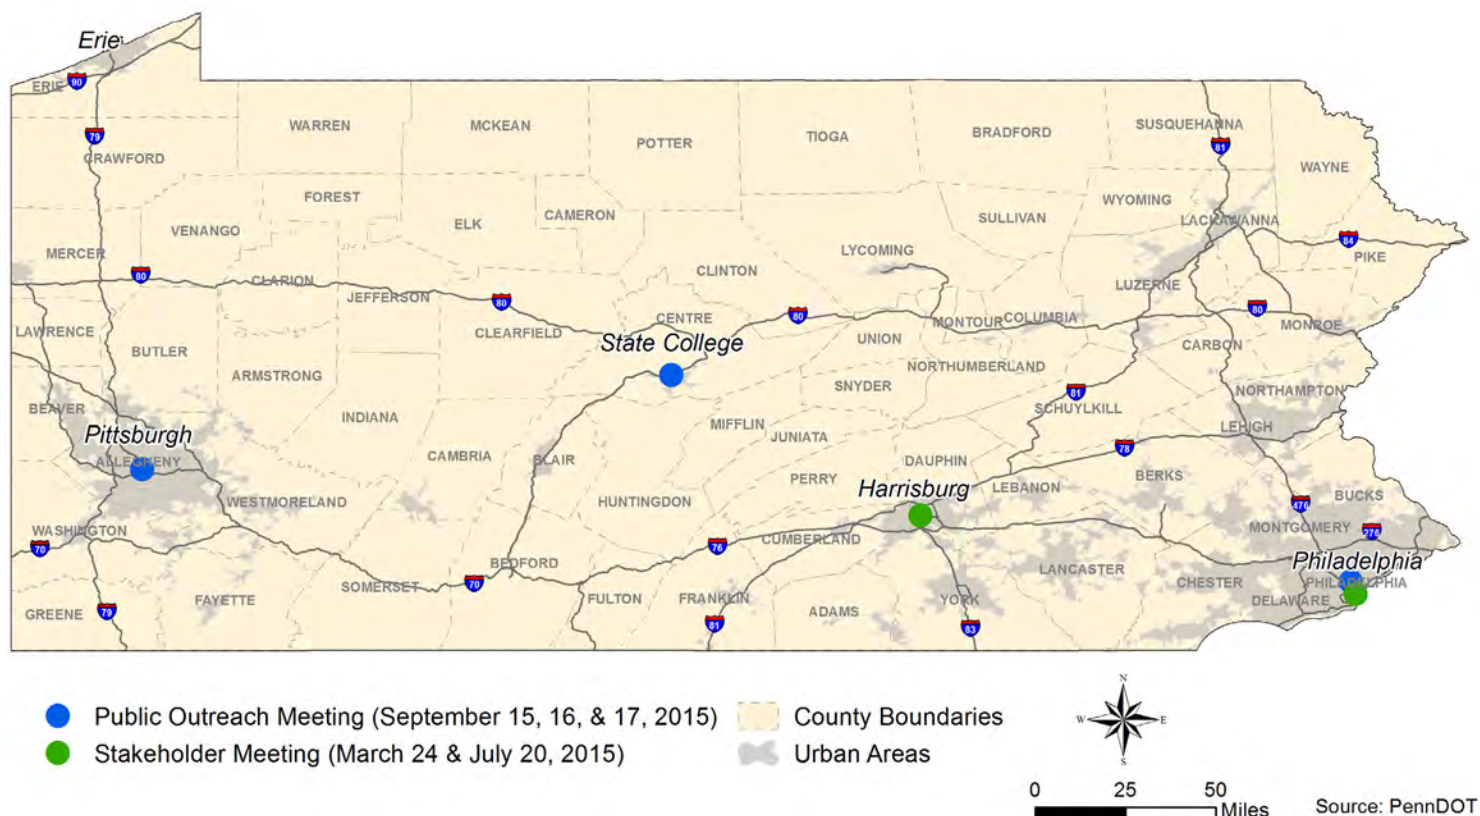 Erie
ERIE
90
79
CRAWFORD
WARREN
MCKEAN
POTTER
TIOGA
BRADFORD
SUSQUEHANNA
81
WAYNE
FOREST
VENANGO
ELK
CAMERON
SULLIVAN
WYOMING
LACKAWANNA
MERCER
80
CLARION
JEFFERSON
80
CLINTON
LYCOMING
LUZERNE
84
PIKE
LAWRENCE
BUTLER
CLEARFIELD
CENTRE
80
UNION
MONTOUR
COLUMBIA
80
MONROE
CARBON
State College
ARMSTRONG
SNYDER
NORTHUMBERLAND
81
SCHUYLKILL
NORTHAMPTON
BEAVER
Pittsburgh
ALLEGHENY
INDIANA
CAMBRIA
BLAIR
MIFFLIN
JUNIATA
LEHIGH
78
PERRY
DAUPHIN
Harrisburg
LEBANON
BERKS
BUCKS
476
WESTMORELAND
HUNTINGDON
WASHINGTON
70
CUMBERLAND
76
MONTGOMERY
276
BEDFORD
SOMERSET
70
LANCASTER
CHESTER
Philadelphia
PHILADELPHIA
DELAWARE
GREENE
79
FAYETTE
FULTON
FRANKLIN
81
ADAMS
YORK
83
Public Outreach Meeting (September 15, 16, & 17, 2015)
Stakeholder Meeting (March 24 & July 20, 2015)
County Boundaries
Urban Areas
N
W
E
S
0 25 50
Miles
Source: PennDOT